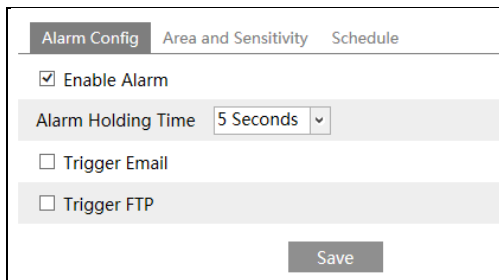 Alarm Config Area and Sensitivity Schedule
Enable Alarm
Alarm Holding Time 5 Seconds
Trigger Email
Trigger FTP
Save